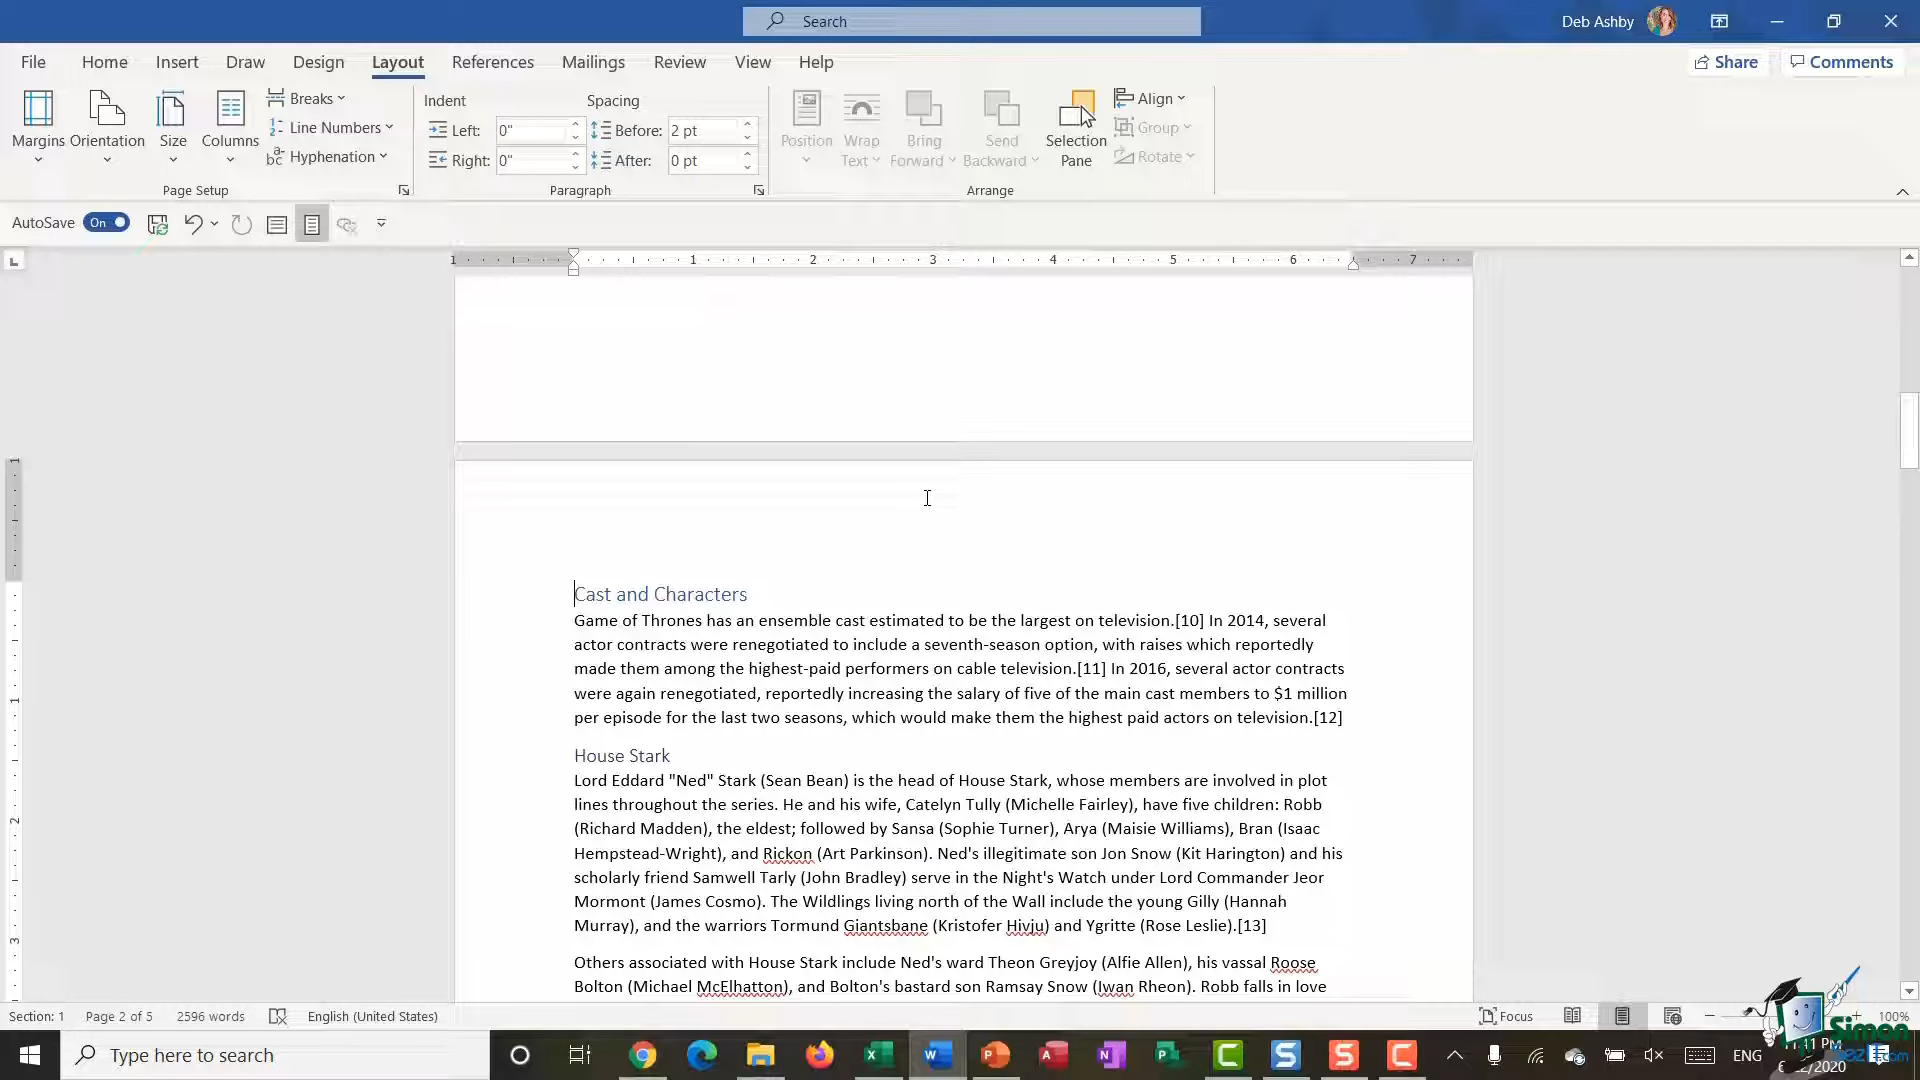 Search
Deb Ashby
File Home Insert Draw Design Layout References Mailings Review View Help
Share Comments
Margins Orientation Size Columns
Breaks
Line Numbers
Hyphenation
Page Setup
Indent Spacing
Left: 0" Before: 2 pt
Right: 0" After: 0 pt
Paragraph
Position Wrap Text Bring Forward Send Backward Selection Pane
Align
Group
Rotate
Arrange
AutoSave On
1 1 2 3 4 5 6 7
Cast and Characters
Game of Thrones has an ensemble cast estimated to be the largest on television.[10] In 2014, several
actor contracts were renegotiated to include a seventh-season option, with raises which reportedly
made them among the highest-paid performers on cable television.[11] In 2016, several actor contracts
were again renegotiated, reportedly increasing the salary of five of the main cast members to $1 million
per episode for the last two seasons, which would make them the highest paid actors on television.[12]
House Stark
Lord Eddard "Ned" Stark (Sean Bean) is the head of House Stark, whose members are involved in plot
lines throughout the series. He and his wife, Catelyn Tully (Michelle Fairley), have five children: Robb
(Richard Madden), the eldest; followed by Sansa (Sophie Turner), Arya (Maisie Williams), Bran (Isaac
Hempstead-Wright), and Rickon (Art Parkinson). Ned's illegitimate son Jon Snow (Kit Harington) and his
scholarly friend Samwell Tarly (John Bradley) serve in the Night's Watch under Lord Commander Jeor
Mormont (James Cosmo). The Wildlings living north of the Wall include the young Gilly (Hannah
Murray), and the warriors Tormund Giantsbane (Kristofer Hivju) and Ygritte (Rose Leslie).[13]
Others associated with House Stark include Ned's ward Theon Greyjoy (Alfie Allen), his vassal Roose
Bolton (Michael McElhatton), and Bolton's bastard son Ramsay Snow (Iwan Rheon). Robb falls in love
Section: 1 Page 2 of 5 2596 words English (United States)
Focus 100%
Type here to search
ENG
Simon